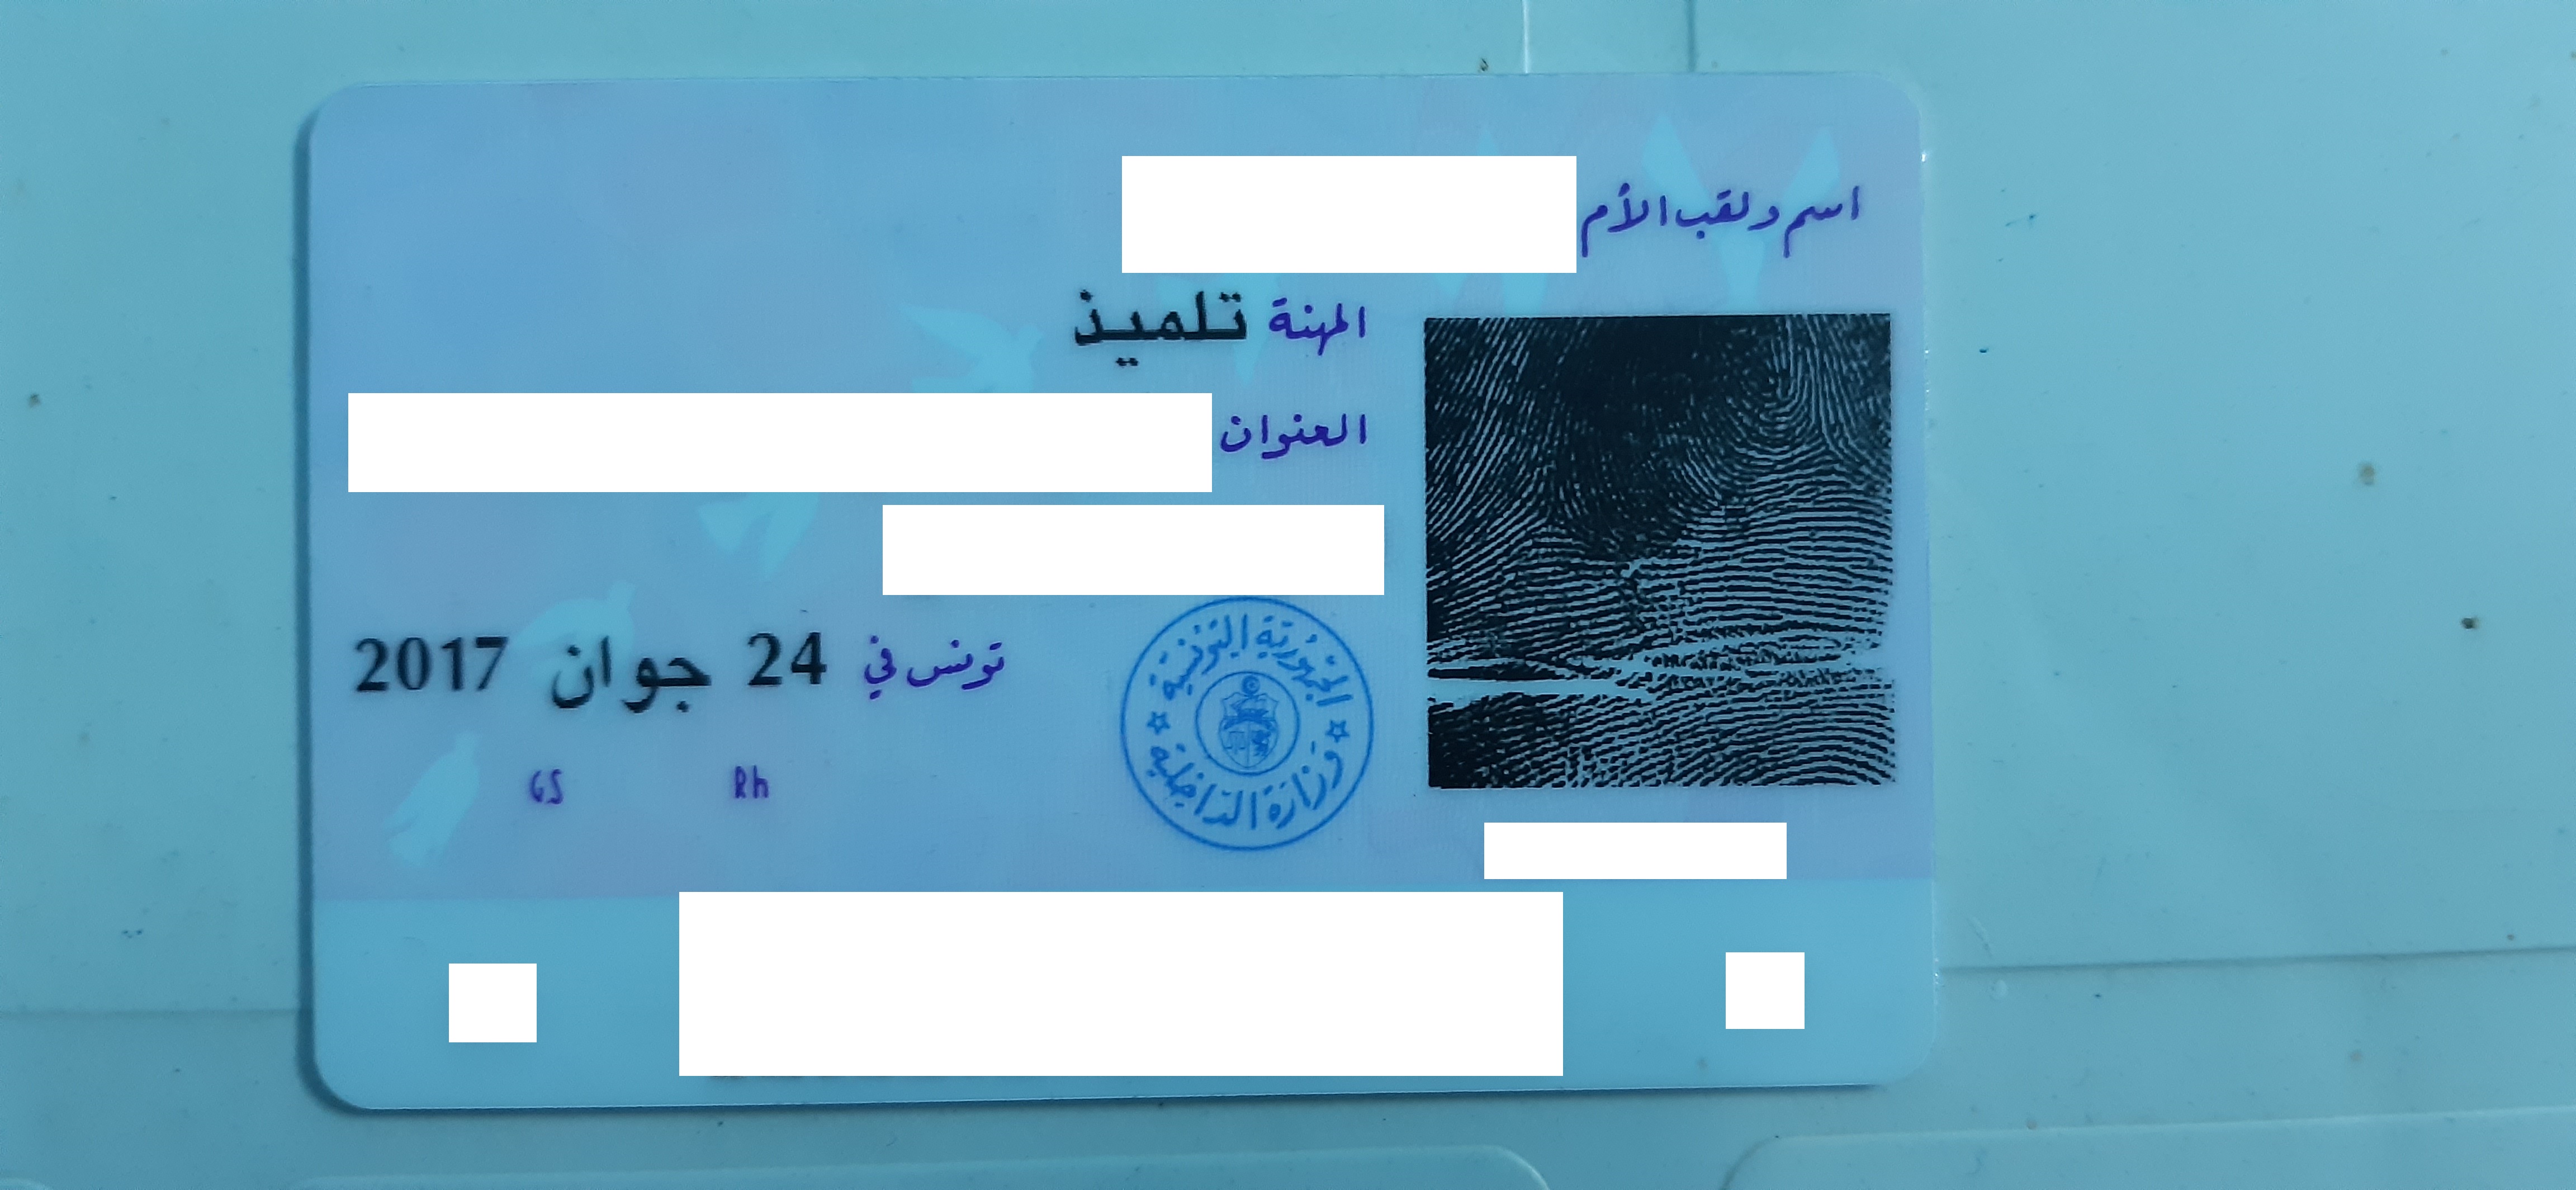 اسم ولقب الأم
المهنة تلميذ
العنوان
تونس في 24 جوان 2017
الجمهورية التونسية
وزارة الداخلية
GS Rh